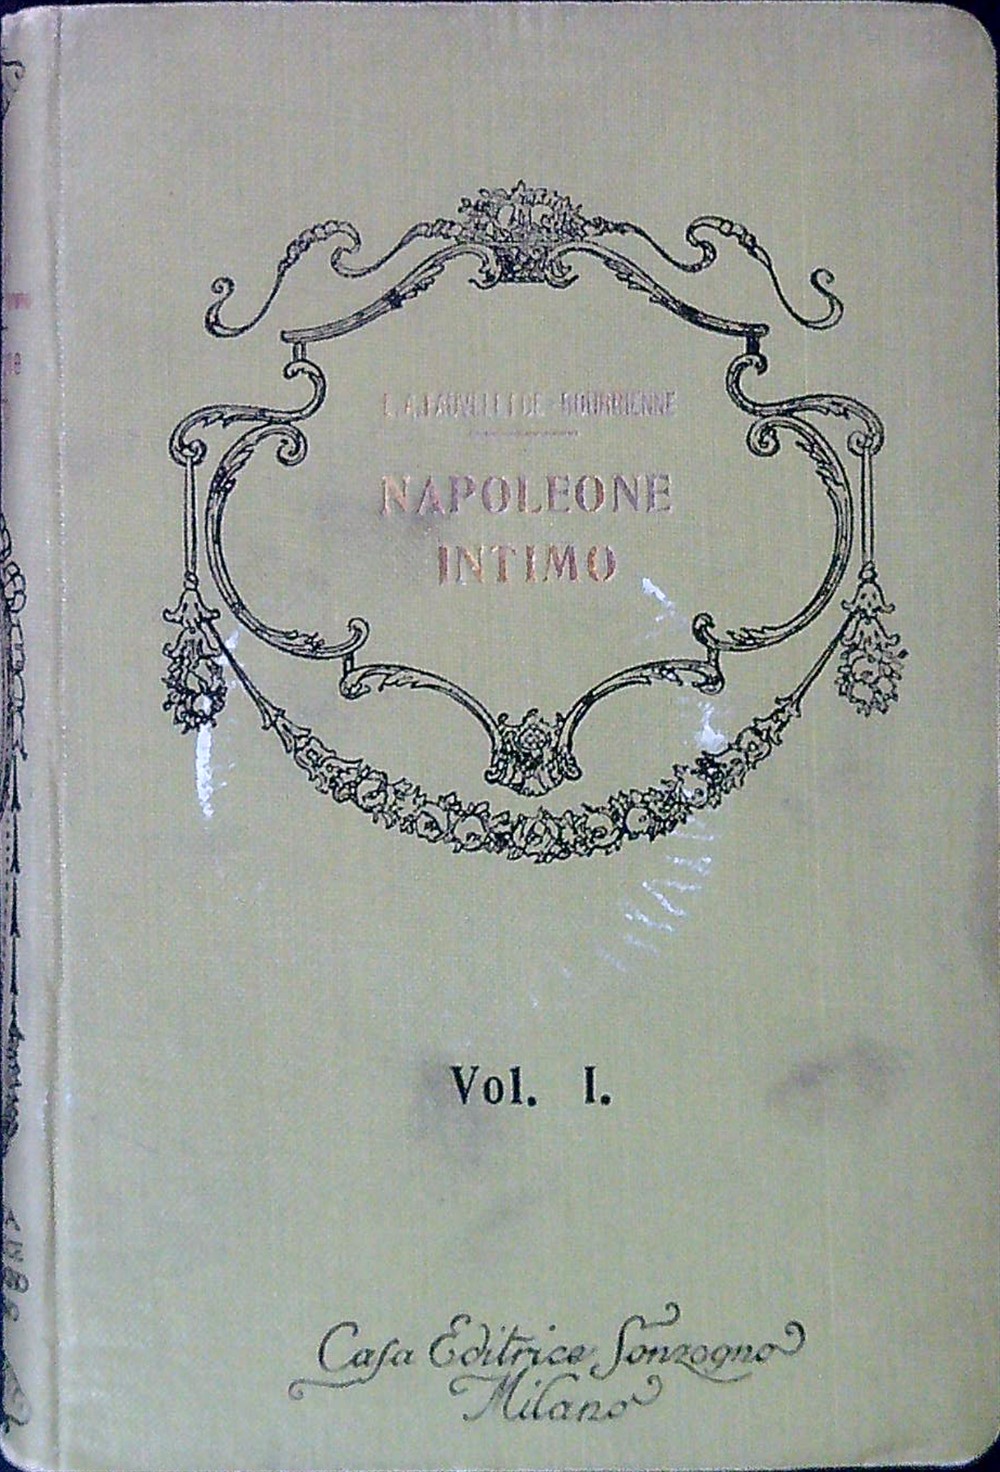 L. A. FAUVELET DE - BOURRIENNE
NAPOLEONE
INTIMO
Vol. I.
Casa Editrice Sonzogno
Milano